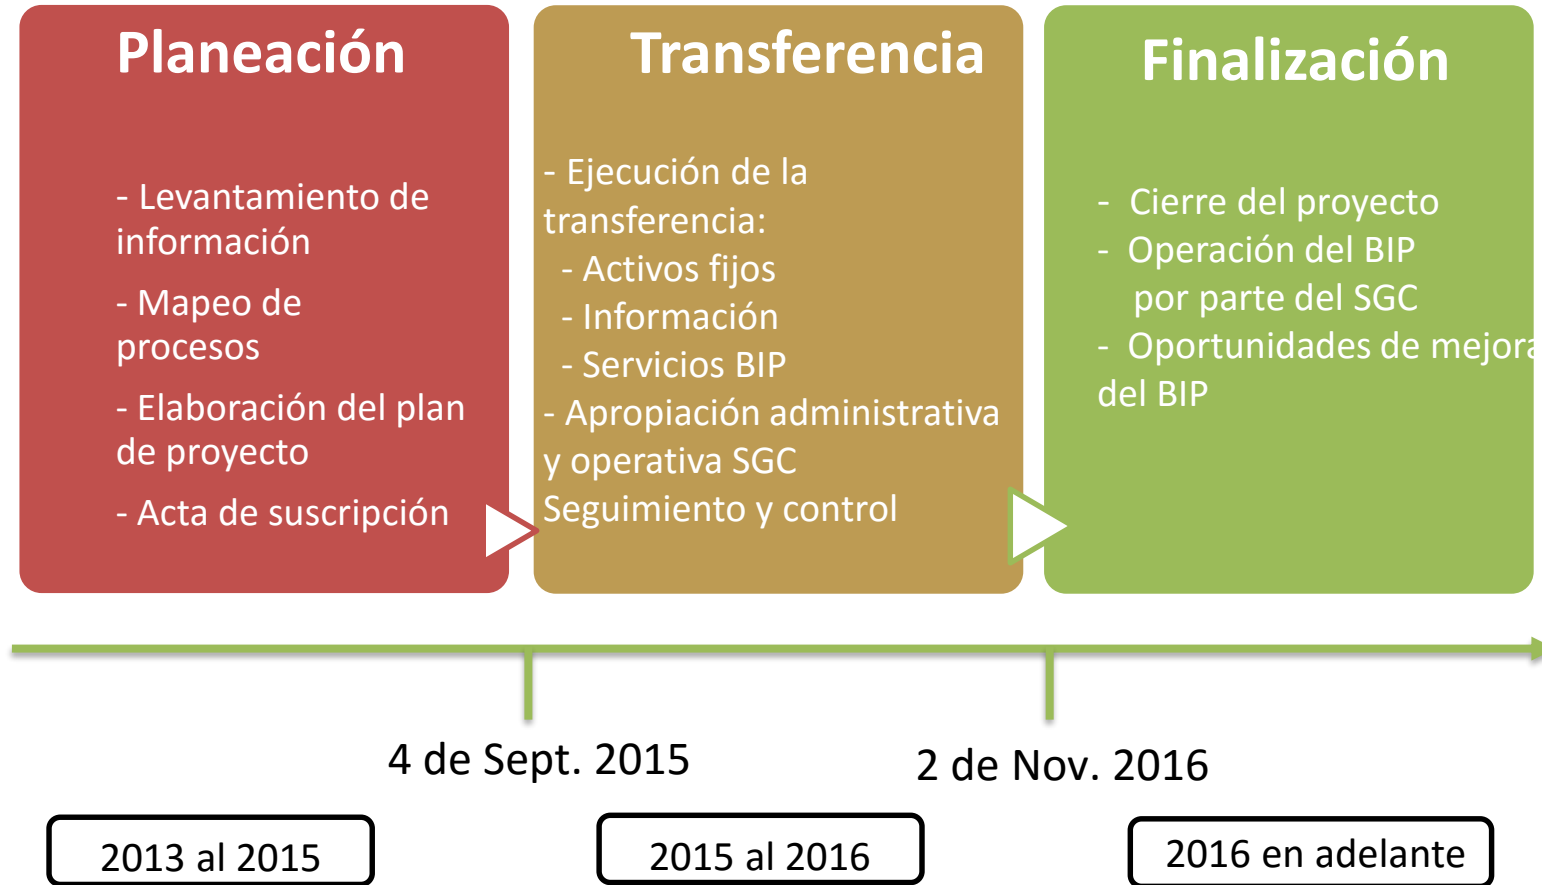 Planeación
- Levantamiento de
información
- Mapeo de
procesos
- Elaboración del plan
de proyecto
- Acta de suscripción
Transferencia
- Ejecución de la
transferencia:
- Activos fijos
- Información
- Servicios BIP
- Apropiación administrativa
y operativa SGC
Seguimiento y control
Finalización
- Cierre del proyecto
- Operación del BIP
por parte del SGC
- Oportunidades de mejora
del BIP
4 de Sept. 2015
2 de Nov. 2016
2013 al 2015
2015 al 2016
2016 en adelante